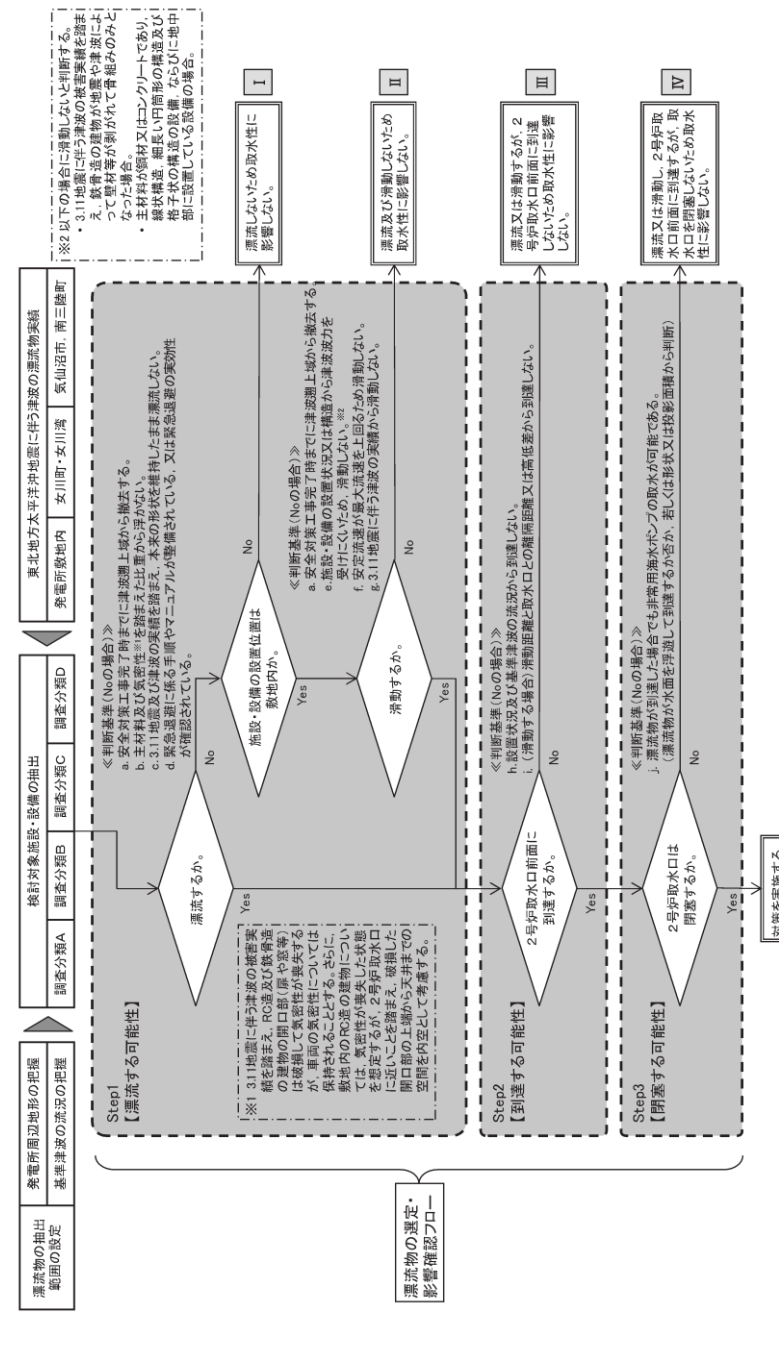 漂流物の抽出
範囲の設定
発電所周辺地形の把握
基準津波の流況の把握
検討対象施設・設備の抽出
調査分類A
調査分類B
調査分類C
調査分類D
東北地方太平洋沖地震に伴う津波の漂流物実績
発電所敷地内
女川町・女川湾
気仙沼市，南三陸町
※2 以下の場合に滑動しないと判断する。
・3.11地震に伴う津波の被害実績を踏ま
え，鉄骨造の建物が地震や津波によ
って壁材等が剥がれて骨組みのみと
なった場合。
・主材料が鋼材又はコンクリートであり，
線状構造，細長い円筒形の構造及び
格子状の構造の設備，ならびに地中
部に設置している設備の場合。
漂流物の選定・
影響確認フロー
Step1
【漂流する可能性】
漂流するか。
≪判断基準（Noの場合）≫
a. 安全対策工事完了時までに津波遡上域から撤去する。
b. 主材料及び気密性※1を踏まえた比重から浮かない。
c. 3.11地震及び津波の実績を踏まえ，本来の形状を維持したまま漂流しない。
d. 緊急退避に係る手順やマニュアルが整備されている，又は緊急退避の実効性
が確認されている。
No
Yes
※1 3.11地震に伴う津波の被害実
績を踏まえ，RC造及び鉄骨造
の建物の開口部（扉や窓等）
は破損して気密性が喪失する
が，車両の気密性については
保持されることとする。さらに，
敷地内のRC造の建物につい
ては，気密性が喪失した状態
を想定するが，2号炉取水口
に近いことを踏まえ，破損した
開口部の上端から天井までの
空間を内空として考慮する。
施設・設備の設置位置は
敷地内か。
No
Yes
漂流しないため取水性に
影響しない。
Ⅰ
滑動するか。
≪判断基準（Noの場合）≫
a. 安全対策工事完了時までに津波遡上域から撤去する
e. 施設・設備の設置状況又は構造から津波波力を
受けにくいため，滑動しない。※2
f. 安定流速が最大流速を上回るため滑動しない。
g. 3.11地震に伴う津波の実績から滑動しない。
No
Yes
漂流及び滑動しないため
取水性に影響しない。
Ⅱ
Step2
【到達する可能性】
2号炉取水口前面に
到達するか。
≪判断基準（Noの場合）≫
h. 設置状況及び基準津波の流況から到達しない。
i. （滑動する場合）滑動距離と取水口との離隔距離又は高低差から到達しない。
No
Yes
漂流又は滑動するが，2
号炉取水口前面に到達
しないため取水性に影響
しない。
Ⅲ
Step3
【閉塞する可能性】
2号炉取水口は
閉塞するか。
≪判断基準（Noの場合）≫
j. 漂流物が到達した場合でも非常用海水ポンプの取水が可能である。
（漂流物が水面を浮遊して到達するか否か，若しくは形状又は投影面積から判断）
No
Yes
漂流又は滑動し，2号炉取
水口前面に到達するが，取
水口を閉塞しないため取水
性に影響しない。
Ⅳ
対策を実施する